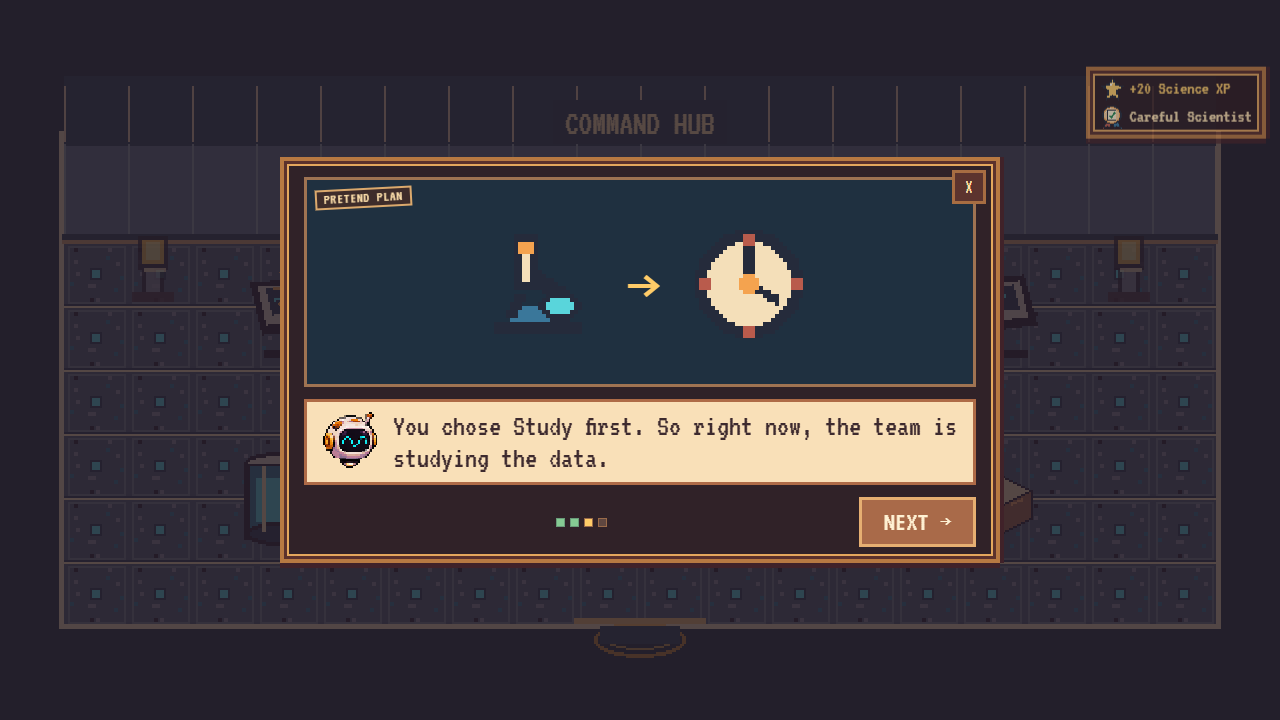 +20 Science XP
Careful Scientist
COMMAND HUB
PRETEND PLAN
X
You chose Study first. So right now, the team is
studying the data.
NEXT →